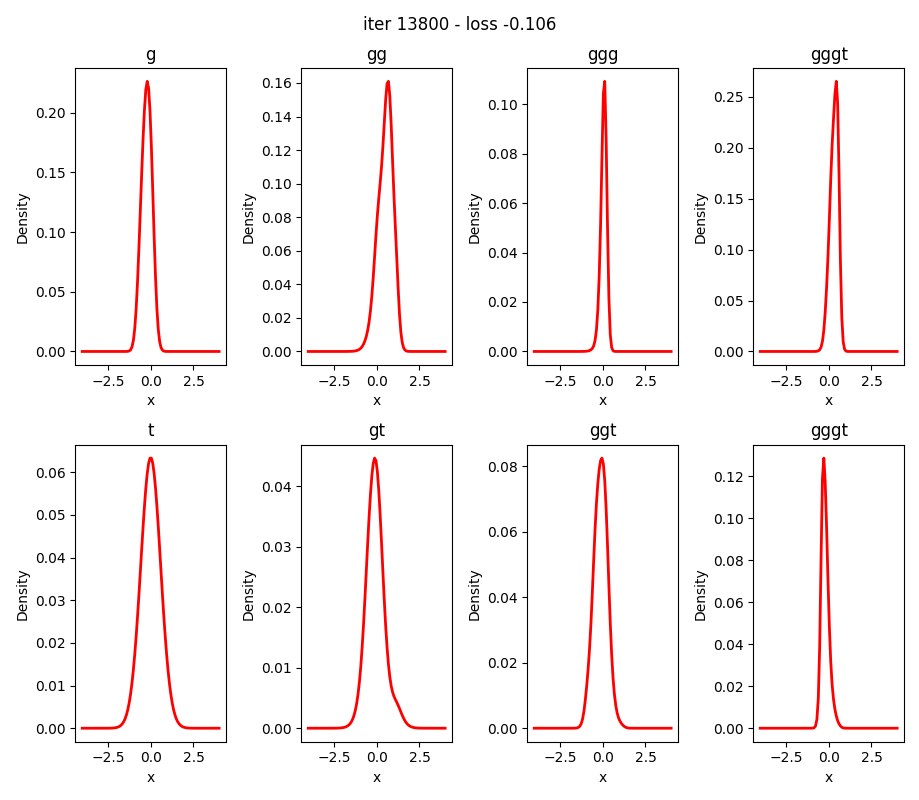 iter 13800 - loss -0.106
g gg ggg gggt
0.20 0.15 0.10 0.05 0.00
Density
−2.5 0.0 2.5
x
0.16 0.14 0.12 0.10 0.08 0.06 0.04 0.02 0.00
Density
−2.5 0.0 2.5
x
0.10 0.08 0.06 0.04 0.02 0.00
Density
−2.5 0.0 2.5
x
0.25 0.20 0.15 0.10 0.05 0.00
Density
−2.5 0.0 2.5
x
t gt ggt gggt
0.06 0.05 0.04 0.03 0.02 0.01 0.00
Density
−2.5 0.0 2.5
x
0.04 0.03 0.02 0.01 0.00
Density
−2.5 0.0 2.5
x
0.08 0.06 0.04 0.02 0.00
Density
−2.5 0.0 2.5
x
0.12 0.10 0.08 0.06 0.04 0.02 0.00
Density
−2.5 0.0 2.5
x